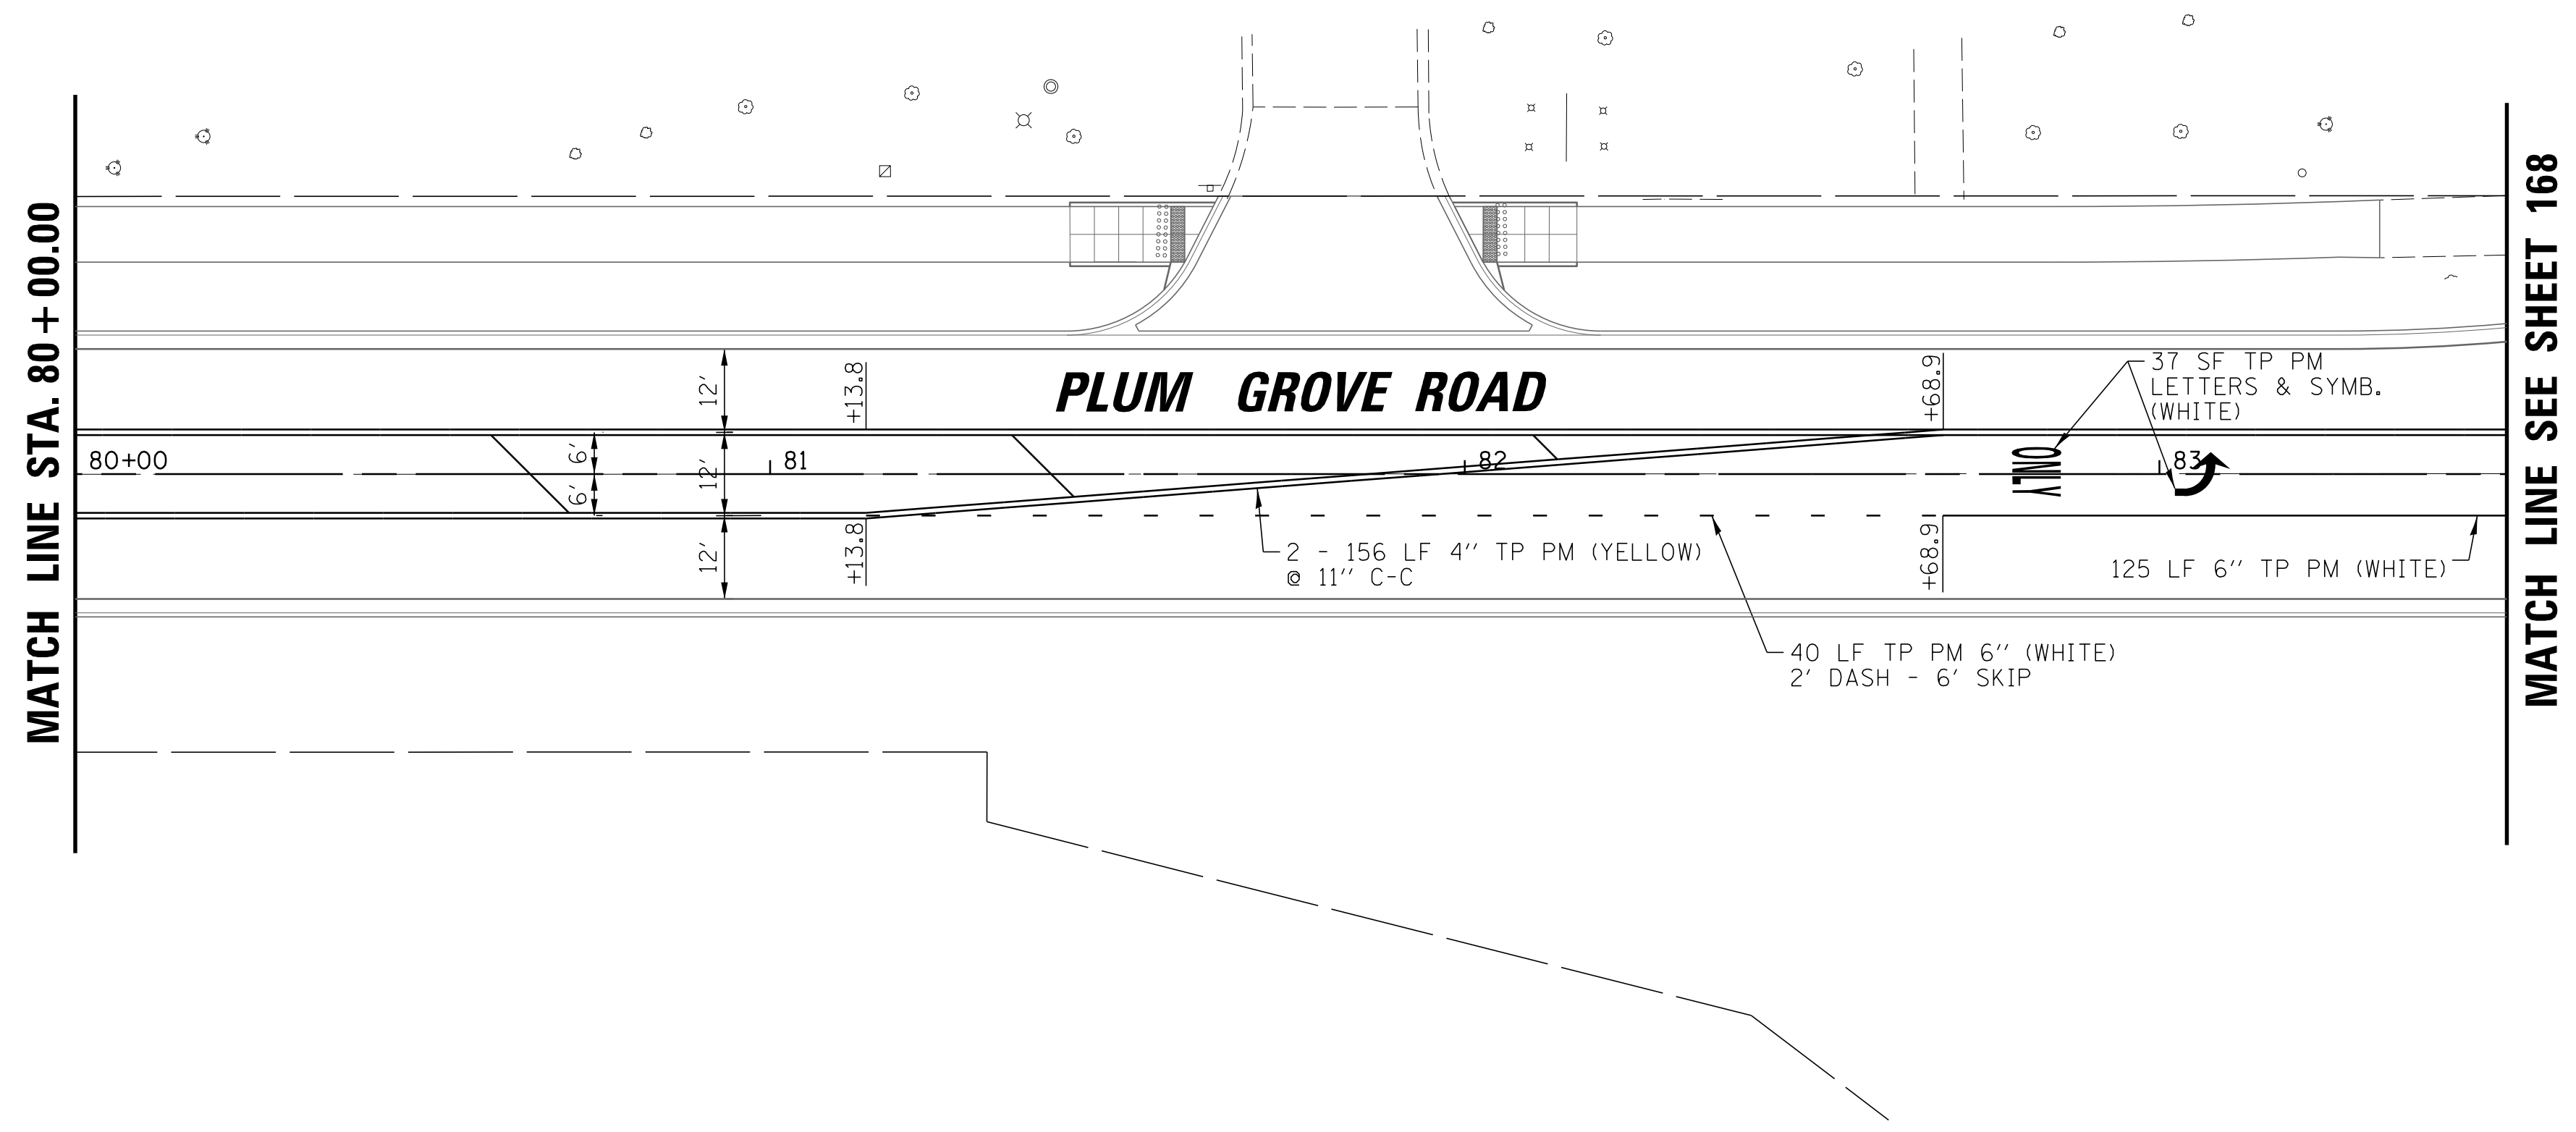 MATCH LINE STA. 80+00.00
MATCH LINE SEE SHEET 168
PLUM GROVE ROAD
12'
+13.8
+68.9
37 SF TP PM
LETTERS & SYMB.
(WHITE)
80+00
6'
6'
12'
81
82
83
ONLY
12'
+13.8
+68.9
2 - 156 LF 4" TP PM (YELLOW)
@ 11" C-C
125 LF 6" TP PM (WHITE)
40 LF TP PM 6" (WHITE)
2' DASH - 6' SKIP